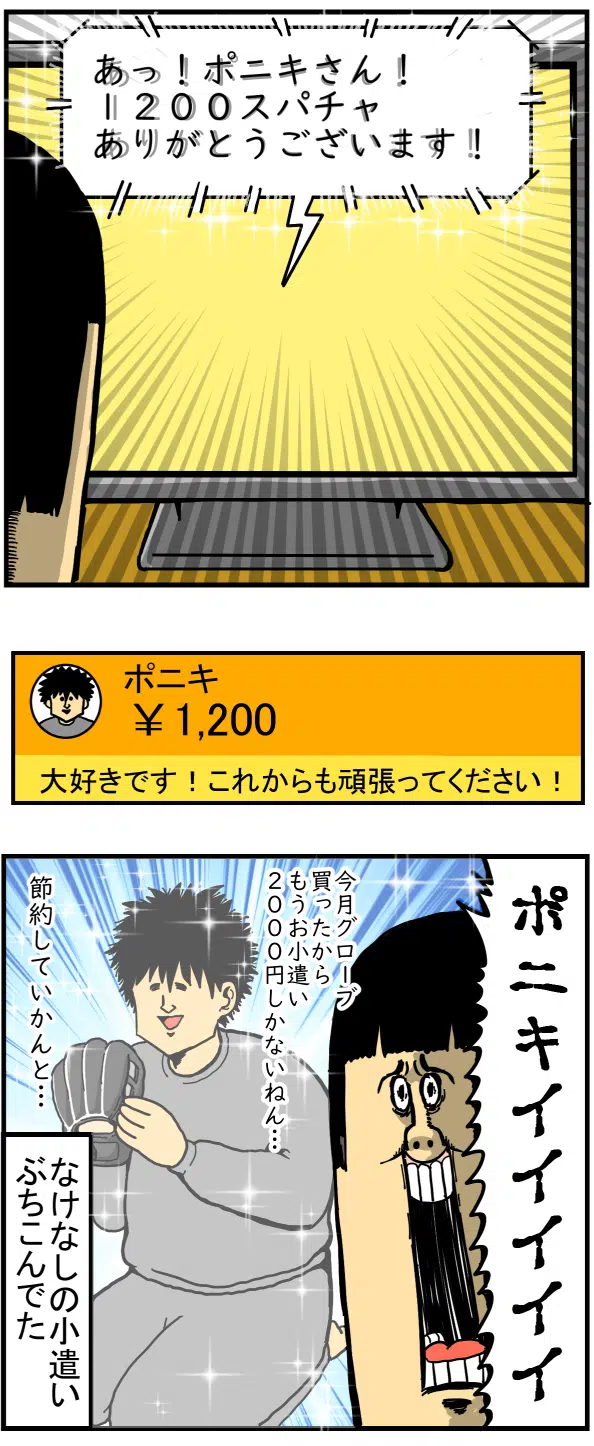 あっ！ポニキさん！
１２００スパチャ
ありがとうございます！
ポニキ
￥1,200
大好きです！これからも頑張ってください！
ポニキイイイイイ
今月グローブ
買ったから
もうお小遣い
２０００円しかないねん…
節約していかんと…
なけなしの小遣い
ぶちこんでた